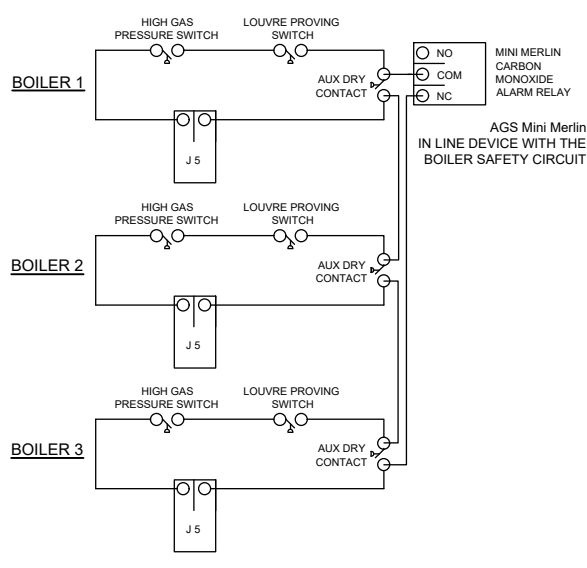 HIGH GAS
PRESSURE SWITCH
LOUVRE PROVING
SWITCH
BOILER 1
AUX DRY
CONTACT
J 5
NO
COM
NC
MINI MERLIN
CARBON
MONOXIDE
ALARM RELAY
AGS Mini Merlin
IN LINE DEVICE WITH THE
BOILER SAFETY CIRCUIT
HIGH GAS
PRESSURE SWITCH
LOUVRE PROVING
SWITCH
BOILER 2
AUX DRY
CONTACT
J 5
HIGH GAS
PRESSURE SWITCH
LOUVRE PROVING
SWITCH
BOILER 3
AUX DRY
CONTACT
J 5